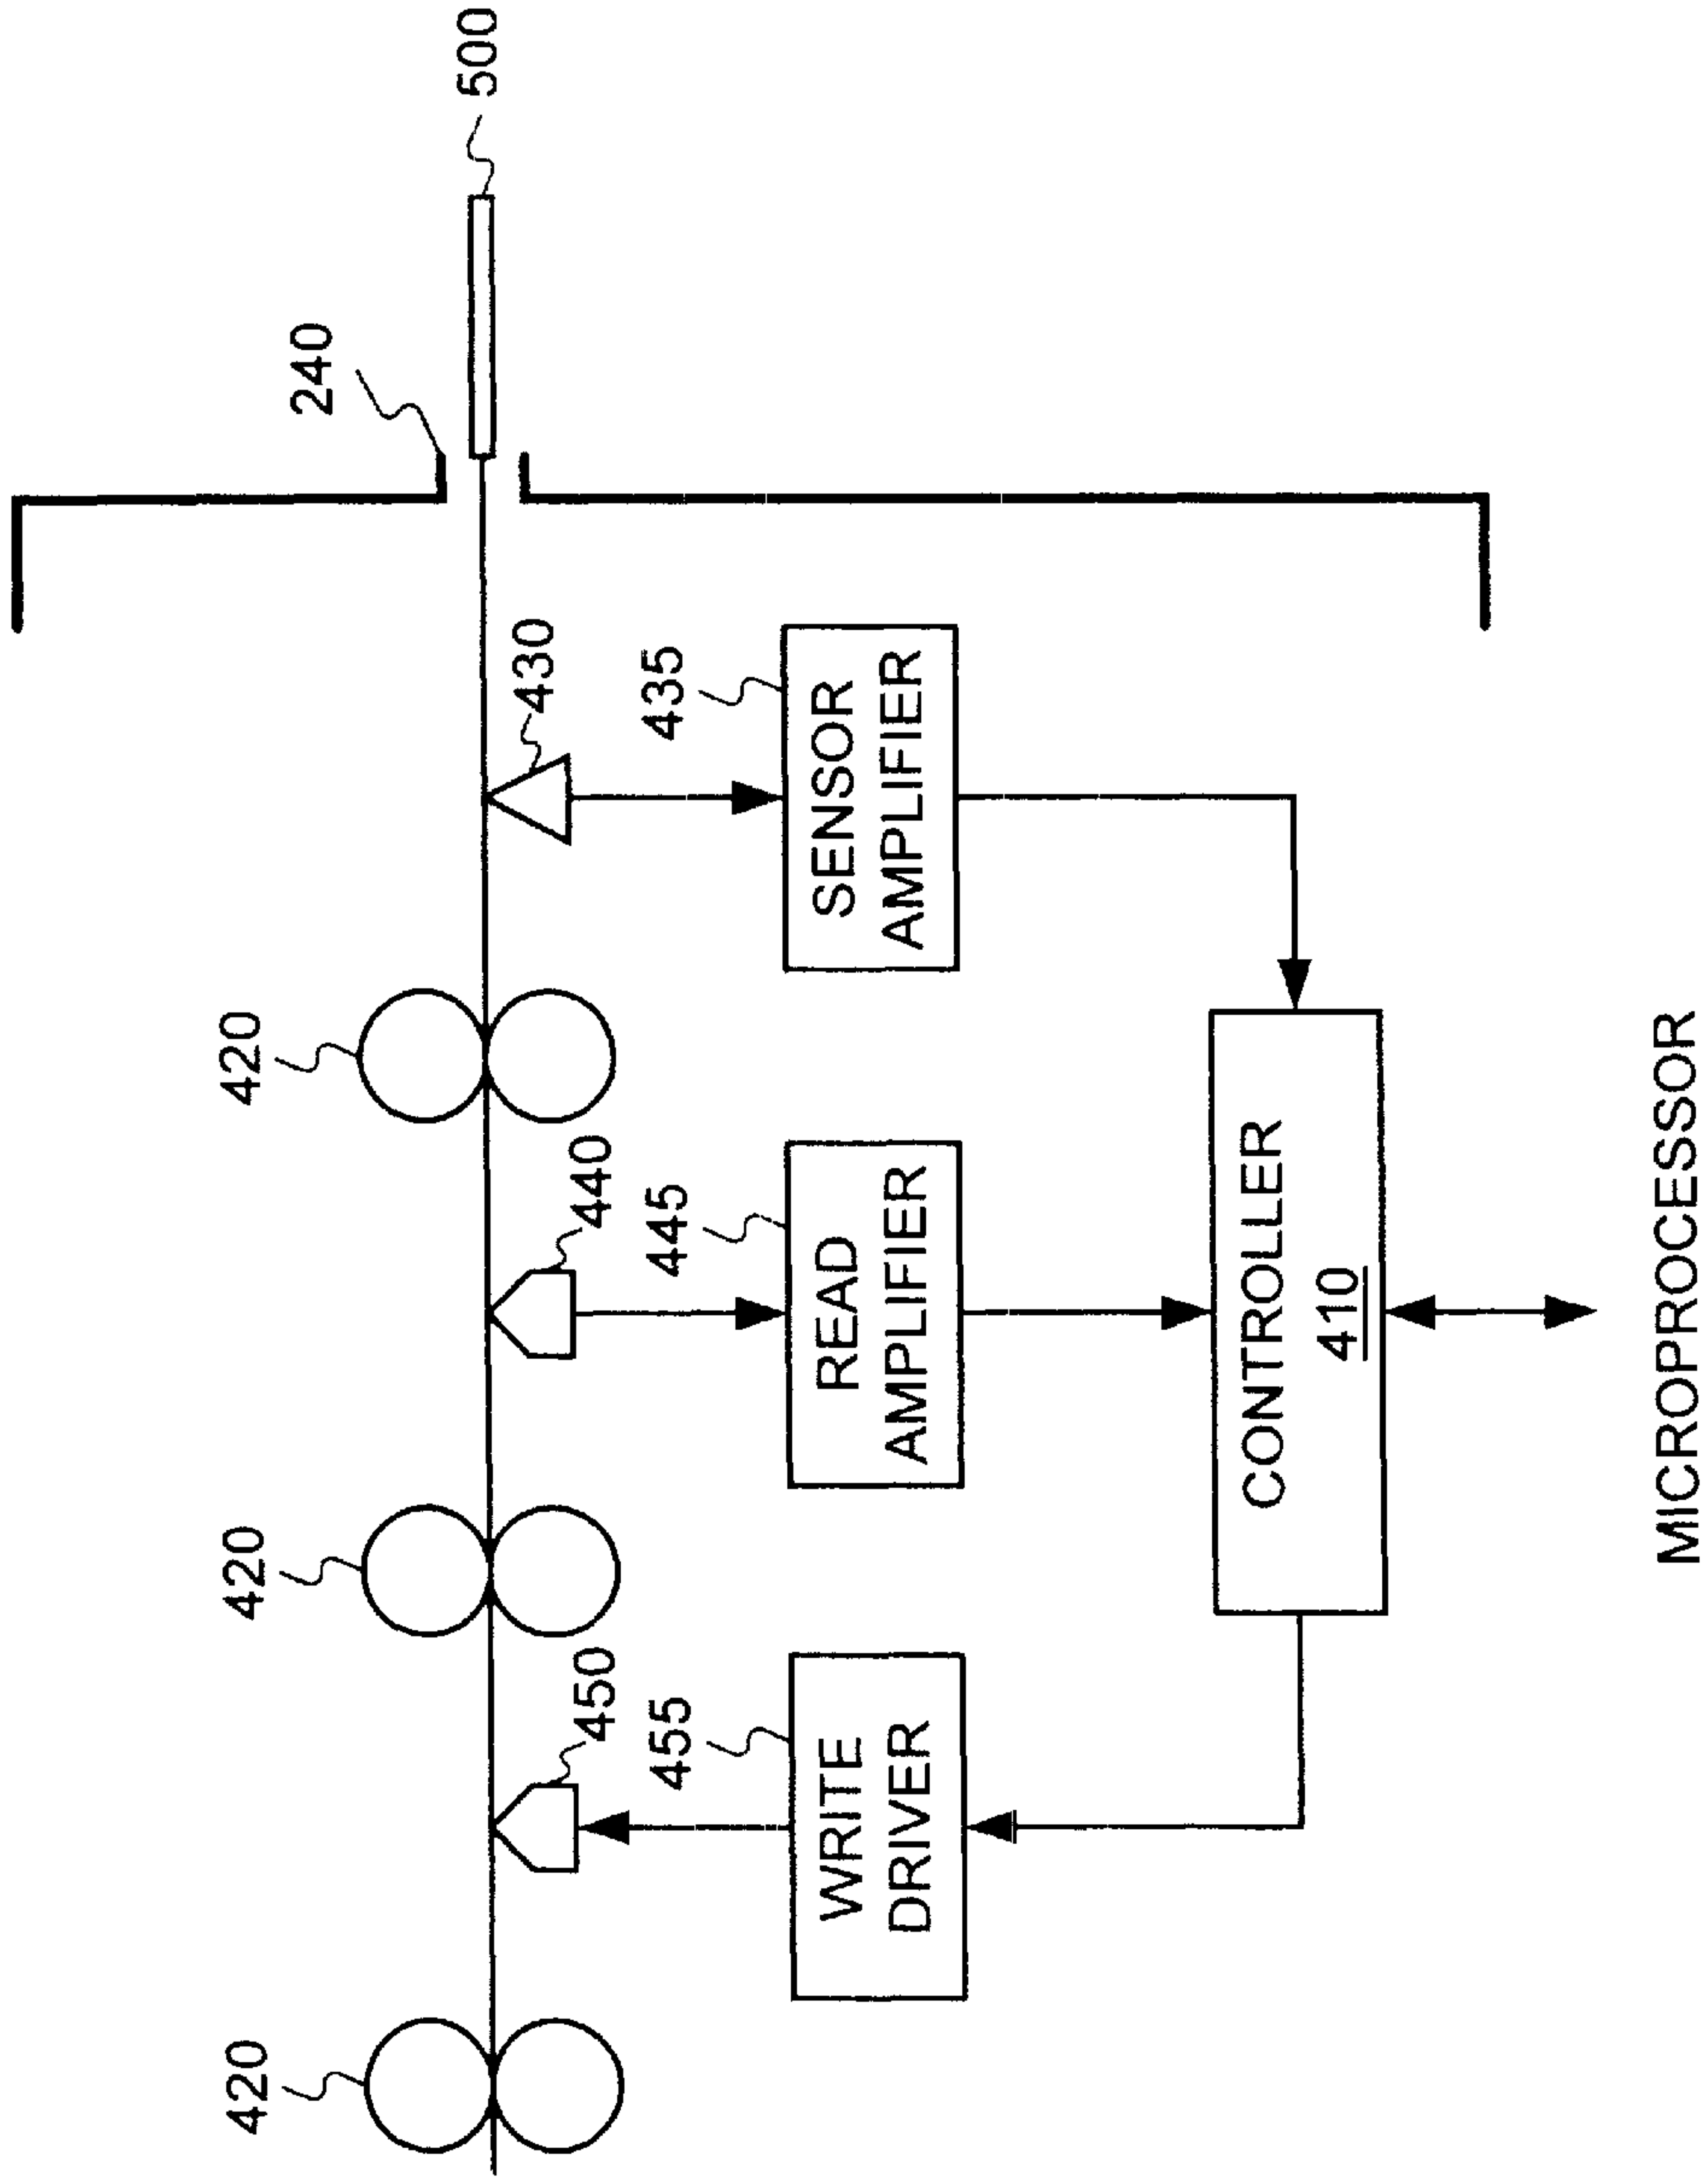 500
240
430
435
SENSOR
AMPLIFIER
420
440
445
READ
AMPLIFIER
CONTROLLER
410
MICROPROCESSOR
420
450
455
WRITE
DRIVER
420